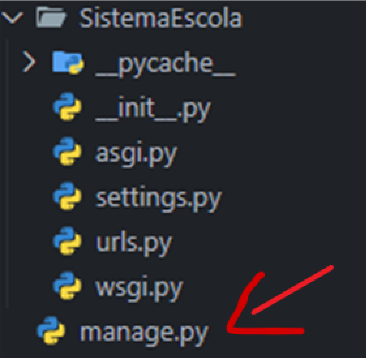 SistemaEscola
__pycache__
__init__.py
asgi.py
settings.py
urls.py
wsgi.py
manage.py